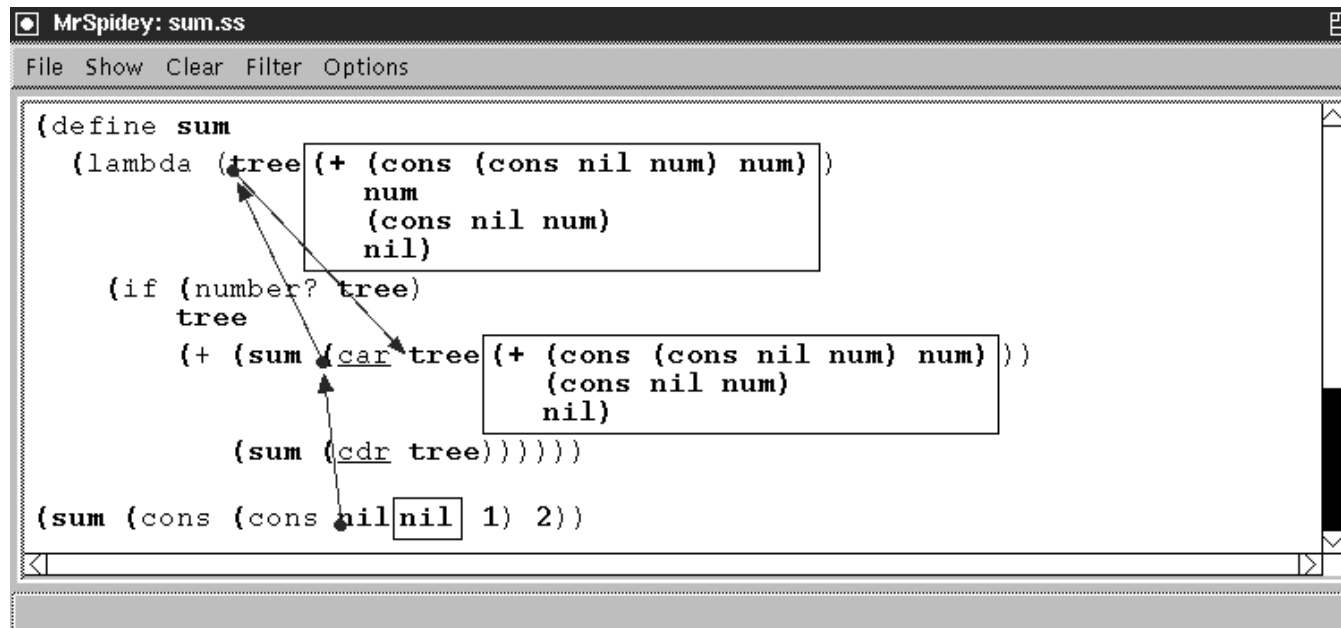 MrSpidey: sum.ss
File Show Clear Filter Options
(define sum
(lambda (tree (+ (cons (cons nil num) num) )
num
(cons nil num)
nil)
(if (number? tree)
tree
(+ (sum (car tree (+ (cons (cons nil num) num) ))
(cons nil num)
nil)
(sum (cdr tree))))))
(sum (cons (cons nil nil 1) 2))